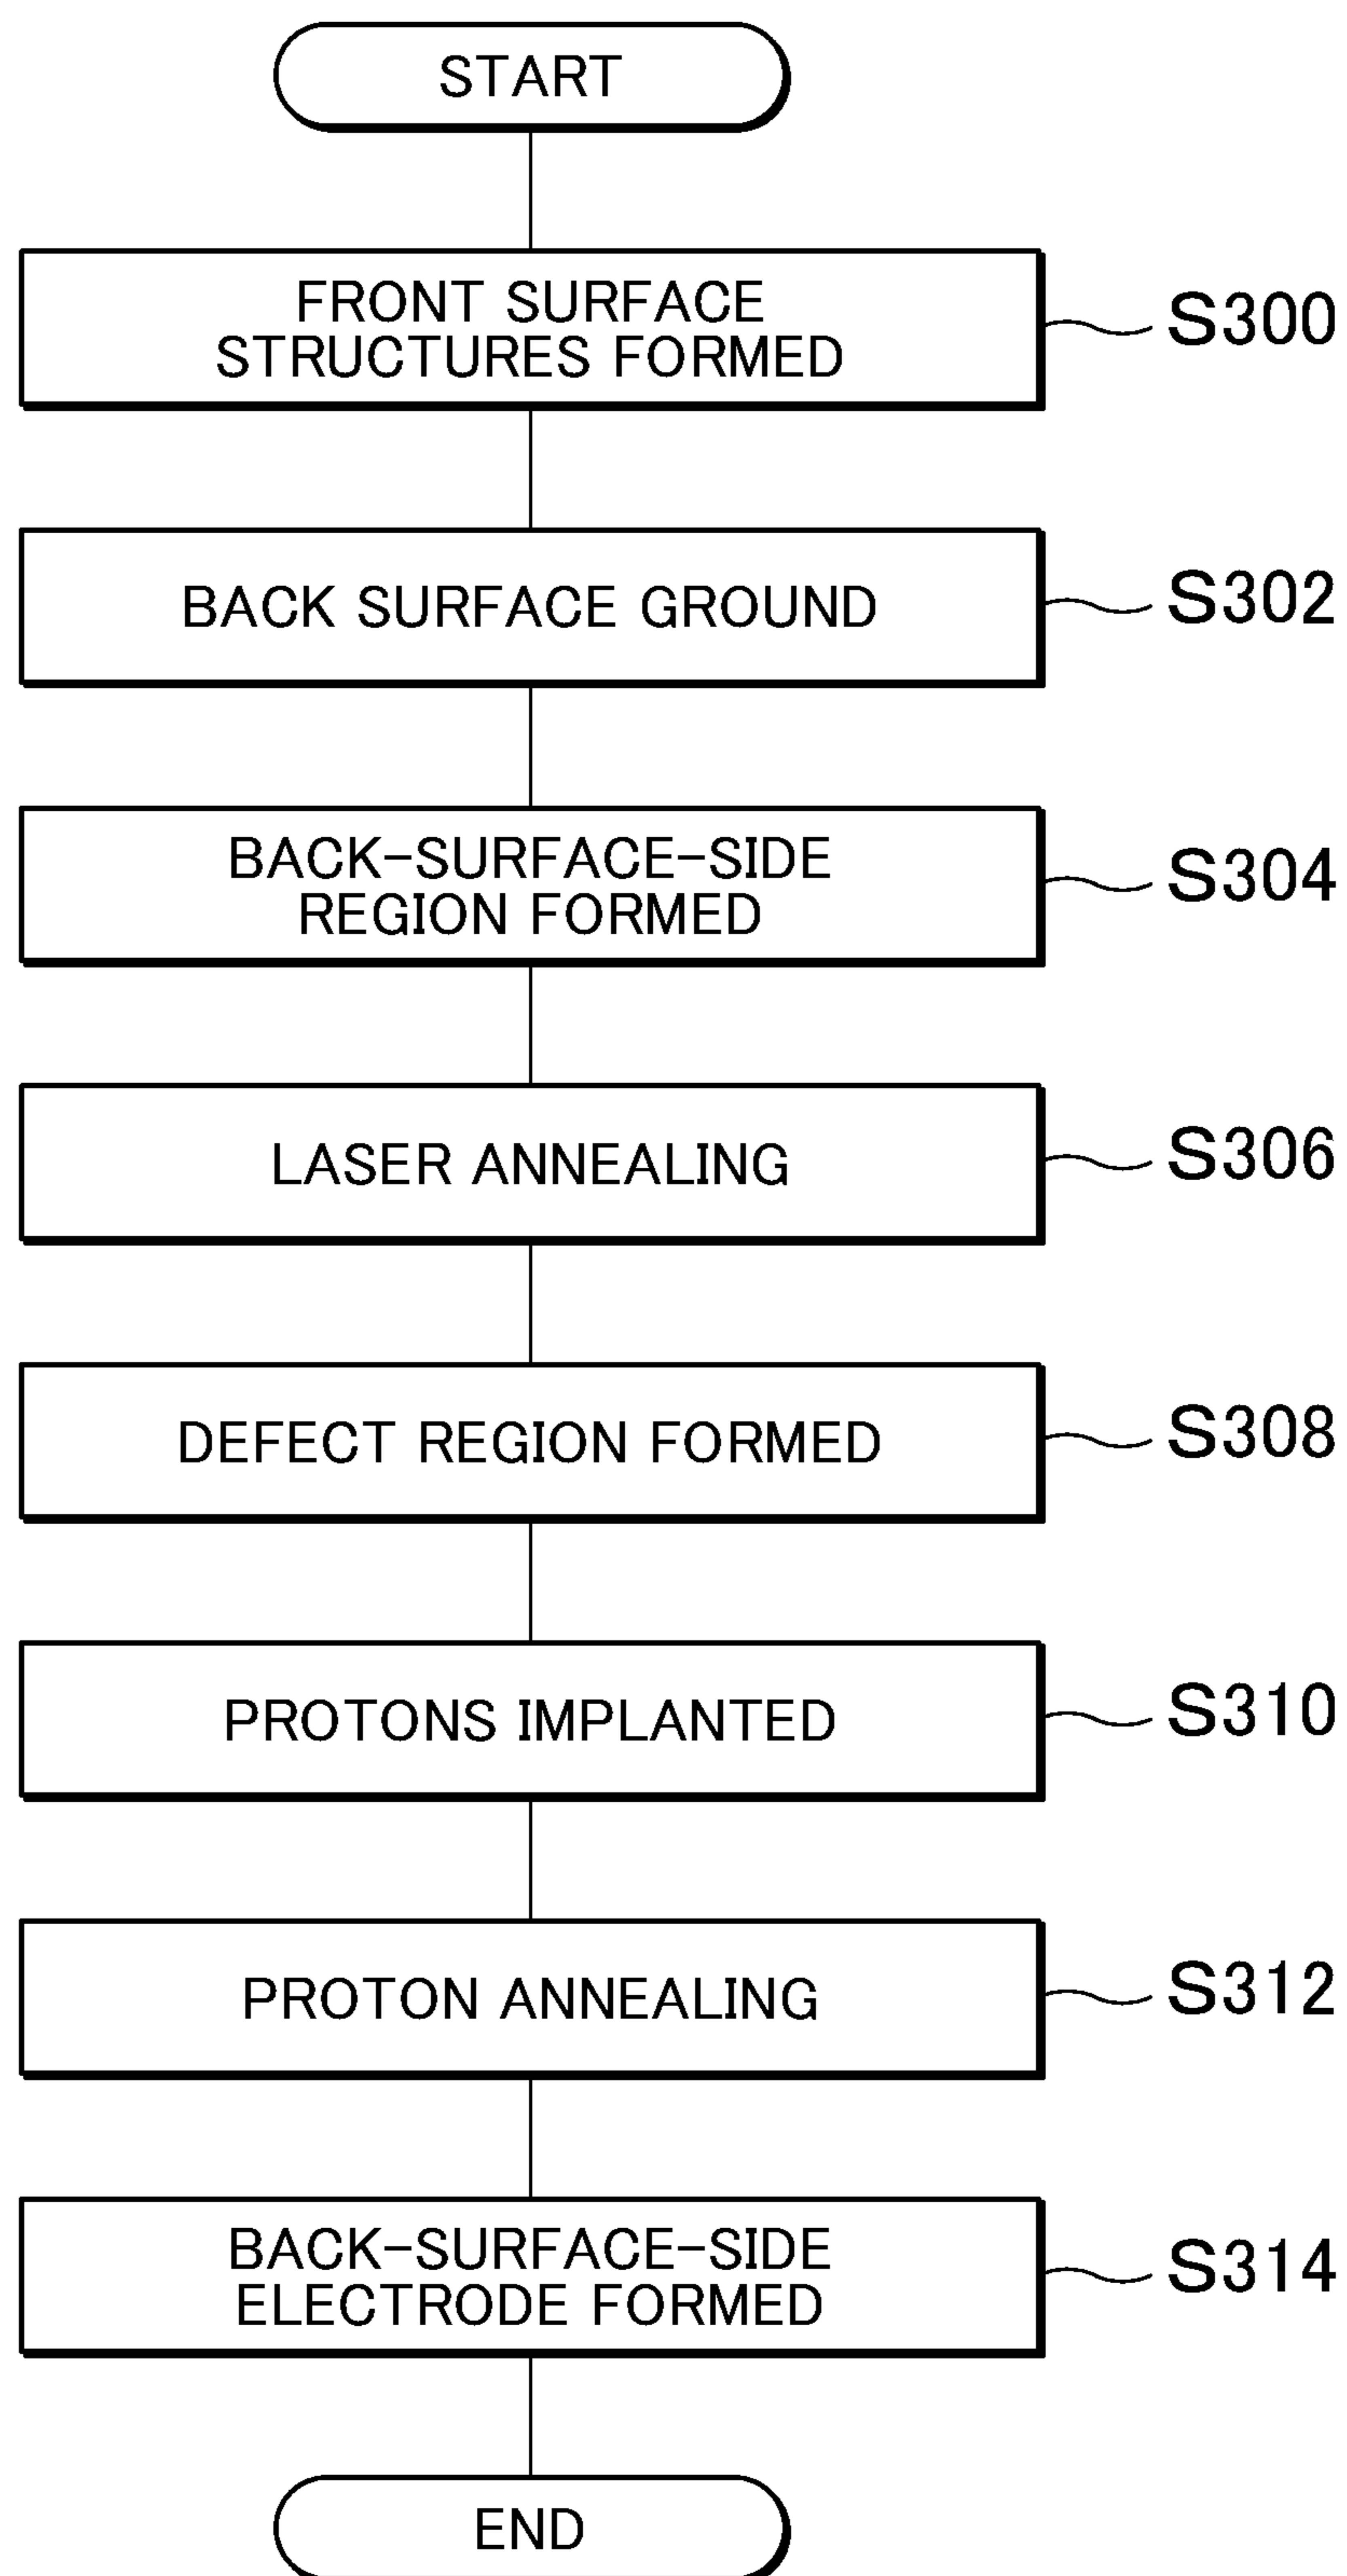 START
FRONT SURFACE
STRUCTURES FORMED
S300
BACK SURFACE GROUND
S302
BACK-SURFACE-SIDE
REGION FORMED
S304
LASER ANNEALING
S306
DEFECT REGION FORMED
S308
PROTONS IMPLANTED
S310
PROTON ANNEALING
S312
BACK-SURFACE-SIDE
ELECTRODE FORMED
S314
END